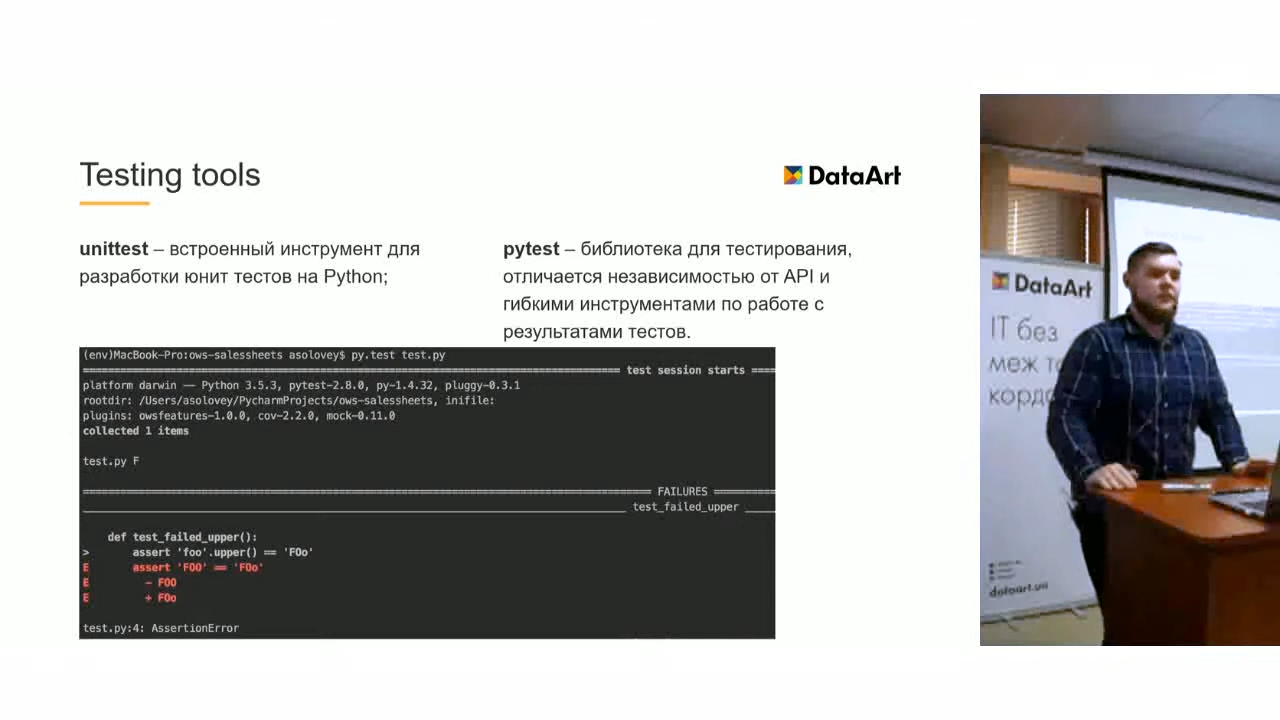 Testing tools
DataArt
unittest – встроенный инструмент для
разработки юнит тестов на Python;
pytest – библиотека для тестирования,
отличается независимостью от API и
гибкими инструментами по работе с
результатами тестов.
(env)MacBook-Pro:ows-salessheets asolovey$ py.test test.py
test session starts
platform darwin -- Python 3.5.3, pytest-2.8.0, py-1.4.32, pluggy-0.3.1
rootdir: /Users/asolovey/PycharmProjects/ows-salessheets, inifile:
plugins: owsfeatures-1.0.0, cov-2.2.0, mock-0.11.0
collected 1 items
test.py F
FAILURES
test_failed_upper
def test_failed_upper():
> assert 'foo'.upper() == 'FOo'
E assert 'FOO' == 'FOo'
E - FOO
E + FOo
test.py:4: AssertionError
DataArt
IT без
меж т
кордо
dataart.ua